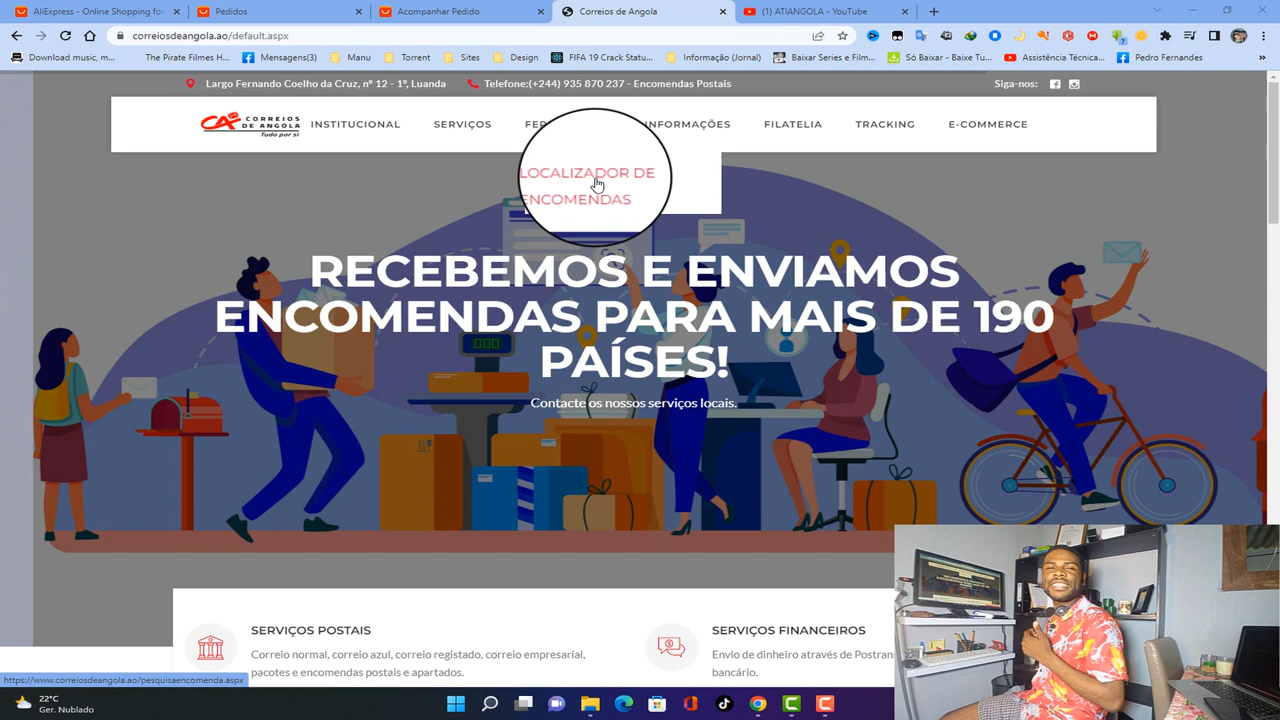 AliExpress - Online Shopping for
Pedidos
Acompanhar Pedido
Correios de Angola
(1) ATIANGOLA - YouTube
correiosdeangola.ao/default.aspx
Download music, m...
The Pirate Filmes H...
Mensagens(3)
Manu
Torrent
Sites
Design
FIFA 19 Crack Statu...
Informação (Jornal)
Baixar Series e Film...
Só Baixar - Baixe Tu...
Assistência Técnica...
Pedro Fernandes
Largo Fernando Coelho da Cruz, nº 12 - 1º, Luanda
Telefone:(+244) 935 870 237 - Encomendas Postais
Siga-nos:
CORREIOS
DE ANGOLA
Tudo por si
INSTITUCIONAL
SERVIÇOS
INFORMAÇÕES
FILATELIA
TRACKING
E-COMMERCE
LOCALIZADOR DE
ENCOMENDAS
RECEBEMOS E ENVIAMOS
ENCOMENDAS PARA MAIS DE 190
PAÍSES!
Contacte os nossos serviços locais.
SERVIÇOS POSTAIS
Correio normal, correio azul, correio registado, correio empresarial,
pacotes e encomendas postais e apartados.
SERVIÇOS FINANCEIROS
Envio de dinheiro através de Postrans
bancário.
https://www.correiosdeangola.ao/pesquisaencomenda.aspx
22°C
Ger. Nublado